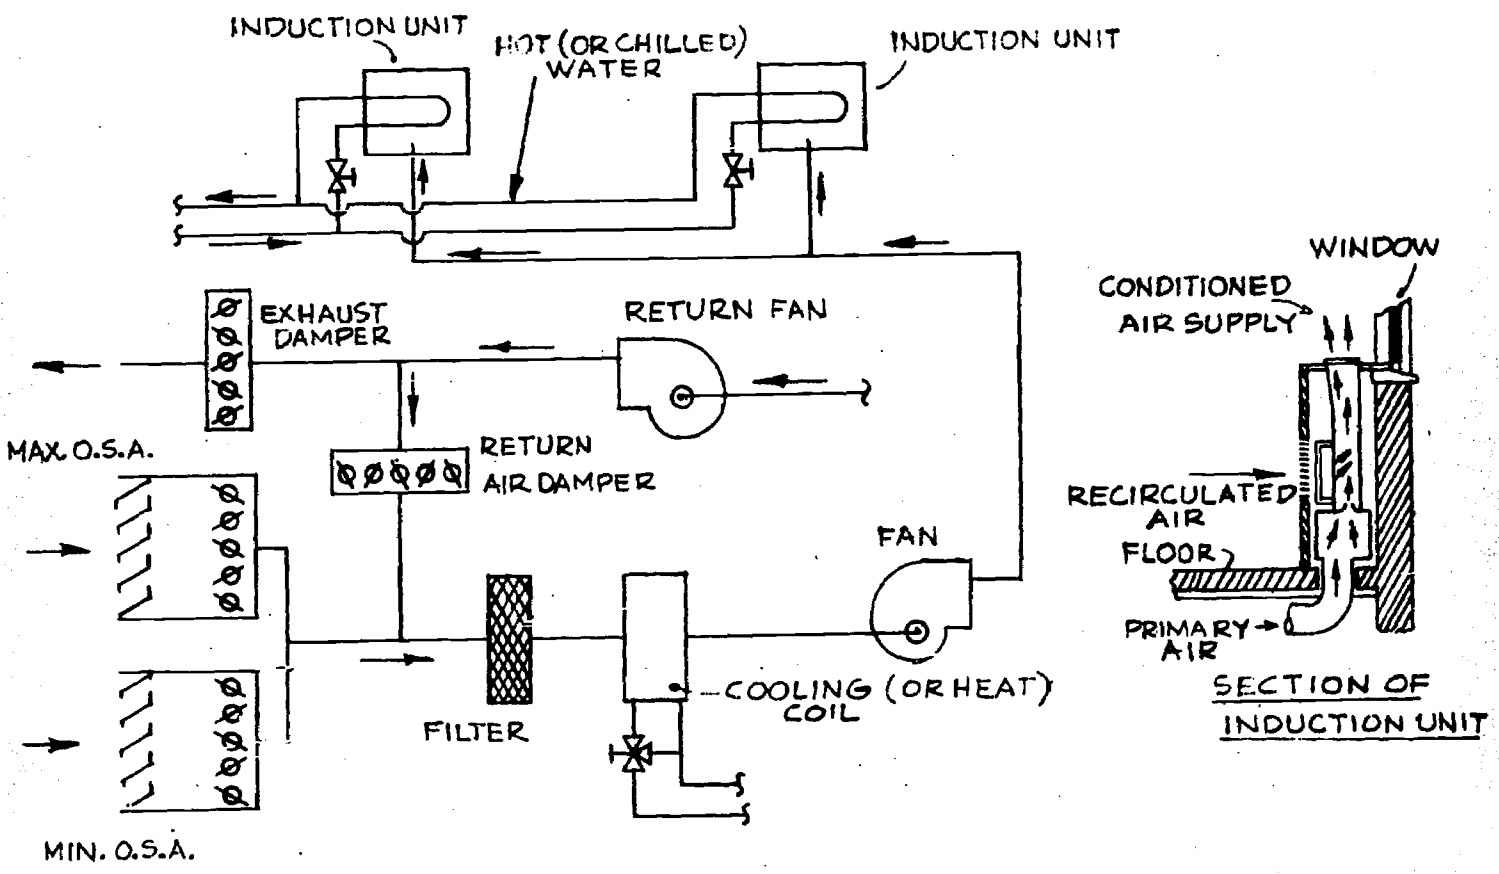 INDUCTION UNIT
HOT (OR CHILLED)
WATER
INDUCTION UNIT
WINDOW
CONDITIONED
AIR SUPPLY
EXHAUST
DAMPER
RETURN FAN
MAX. O.S.A.
RETURN
AIR DAMPER
RECIRCULATED
AIR
FAN
FLOOR
PRIMARY
AIR
COOLING (OR HEAT)
COIL
FILTER
SECTION OF
INDUCTION UNIT
MIN. O.S.A.